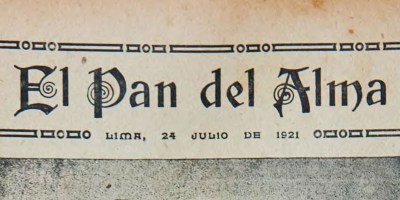 El Pan del Alma
LIMA, 24 JULIO DE 1921